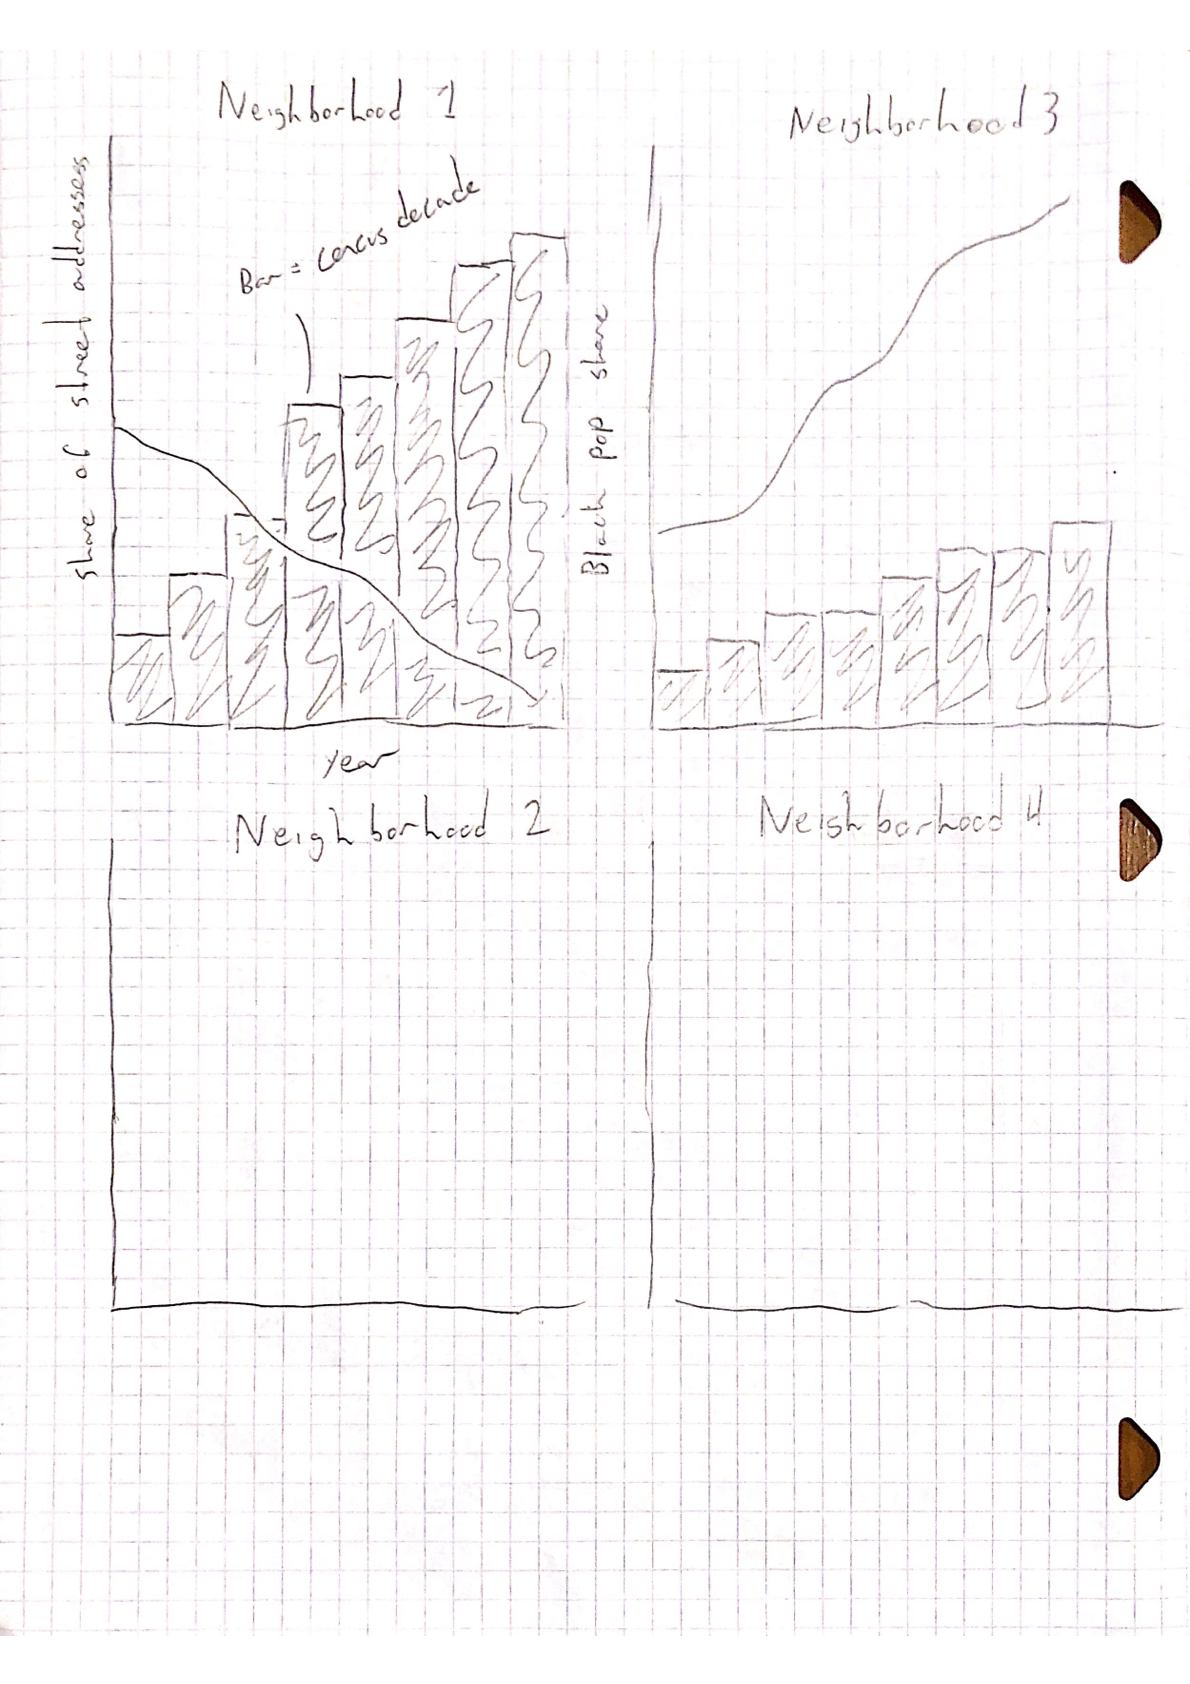 Neighborhood 1
Neighborhood 3
share of street addresses
Bar = census decade
Black pop share
year
Neighborhood 2
Neighborhood 4